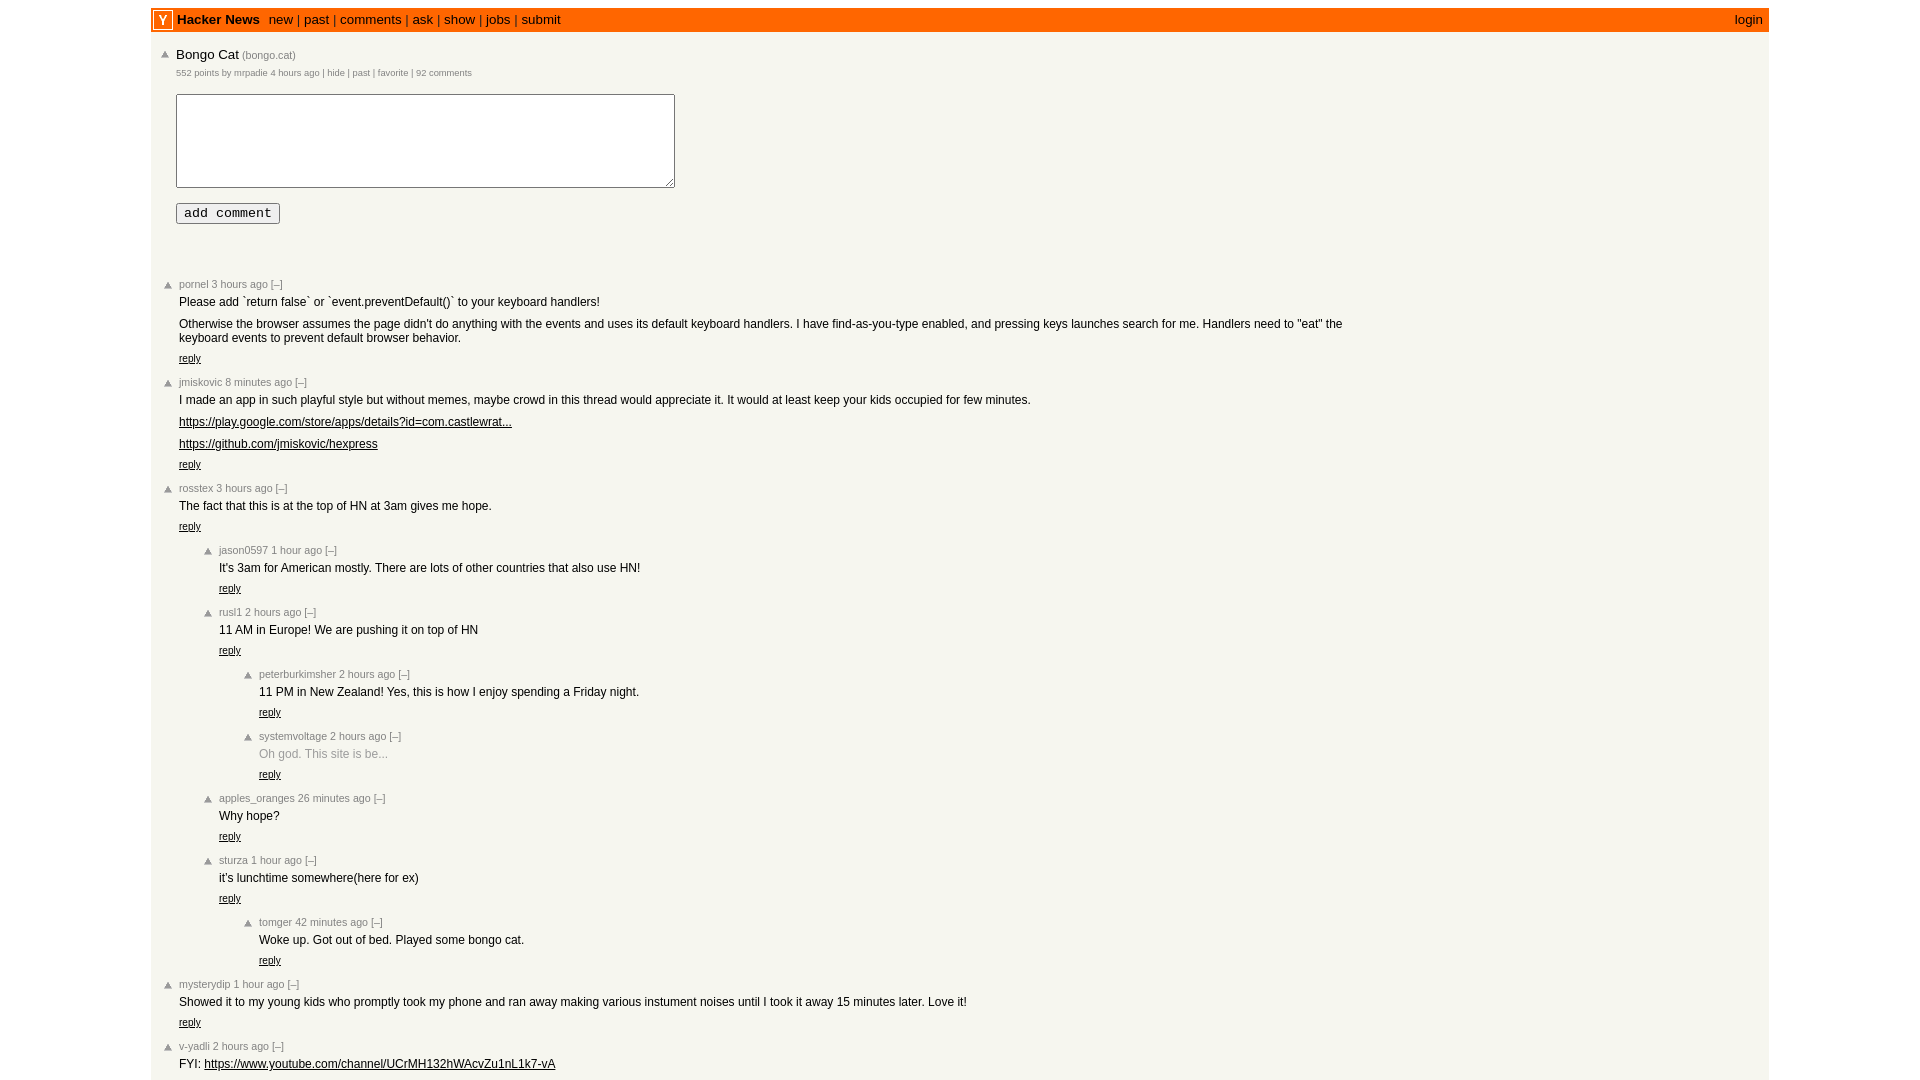 Y Hacker News new | past | comments | ask | show | jobs | submit login
Bongo Cat (bongo.cat)
552 points by mrpadie 4 hours ago | hide | past | favorite | 92 comments
add comment
pornel 3 hours ago [–]
Please add `return false` or `event.preventDefault()` to your keyboard handlers!
Otherwise the browser assumes the page didn't do anything with the events and uses its default keyboard handlers. I have find-as-you-type enabled, and pressing keys launches search for me. Handlers need to "eat" the
keyboard events to prevent default browser behavior.
reply
jmiskovic 8 minutes ago [–]
I made an app in such playful style but without memes, maybe crowd in this thread would appreciate it. It would at least keep your kids occupied for few minutes.
https://play.google.com/store/apps/details?id=com.castlewrat...
https://github.com/jmiskovic/hexpress
reply
rosstex 3 hours ago [–]
The fact that this is at the top of HN at 3am gives me hope.
reply
jason0597 1 hour ago [–]
It's 3am for American mostly. There are lots of other countries that also use HN!
reply
rusl1 2 hours ago [–]
11 AM in Europe! We are pushing it on top of HN
reply
peterburkimsher 2 hours ago [–]
11 PM in New Zealand! Yes, this is how I enjoy spending a Friday night.
reply
systemvoltage 2 hours ago [–]
Oh god. This site is be...
reply
apples_oranges 26 minutes ago [–]
Why hope?
reply
sturza 1 hour ago [–]
it's lunchtime somewhere(here for ex)
reply
tomger 42 minutes ago [–]
Woke up. Got out of bed. Played some bongo cat.
reply
mysterydip 1 hour ago [–]
Showed it to my young kids who promptly took my phone and ran away making various instument noises until I took it away 15 minutes later. Love it!
reply
v-yadli 2 hours ago [–]
FYI: https://www.youtube.com/channel/UCrMH132hWAcvZu1nL1k7-vA